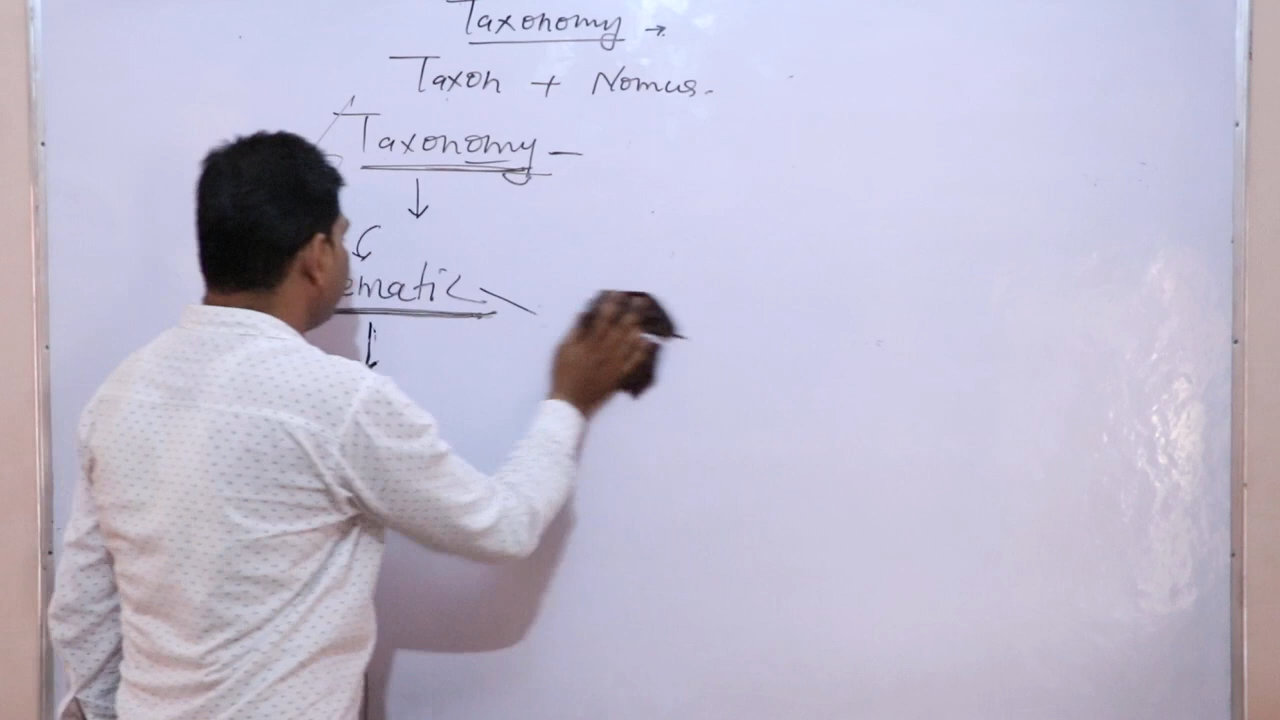 Taxonomy →
Taxon + Nomus.
Taxonomy —
ematic